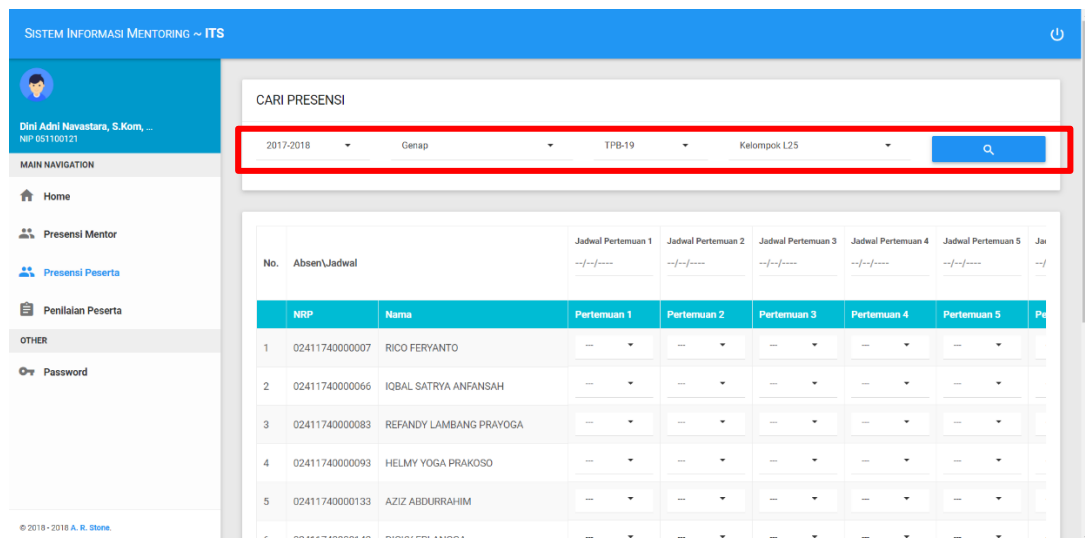 SISTEM INFORMASI MENTORING ~ ITS
Dini Adni Navastara, S.Kom, ...
NIP 051100121
MAIN NAVIGATION
Home
Presensi Mentor
Presensi Peserta
Penilaian Peserta
OTHER
Password
© 2018 - 2018 A. R. Stone.
CARI PRESENSI
2017-2018 Genap TPB-19 Kelompok L25
No. Absen\Jadwal Jadwal Pertemuan 1 Jadwal Pertemuan 2 Jadwal Pertemuan 3 Jadwal Pertemuan 4 Jadwal Pertemuan 5
--/--/---- --/--/---- --/--/---- --/--/---- --/--/----
NRP Nama Pertemuan 1 Pertemuan 2 Pertemuan 3 Pertemuan 4 Pertemuan 5
1 02411740000007 RICO FERYANTO --- --- --- --- ---
2 02411740000066 IQBAL SATRYA ANFANSAH --- --- --- --- ---
3 02411740000083 REFANDY LAMBANG PRAYOGA --- --- --- --- ---
4 02411740000093 HELMY YOGA PRAKOSO --- --- --- --- ---
5 02411740000133 AZIZ ABDURRAHIM --- --- --- --- ---